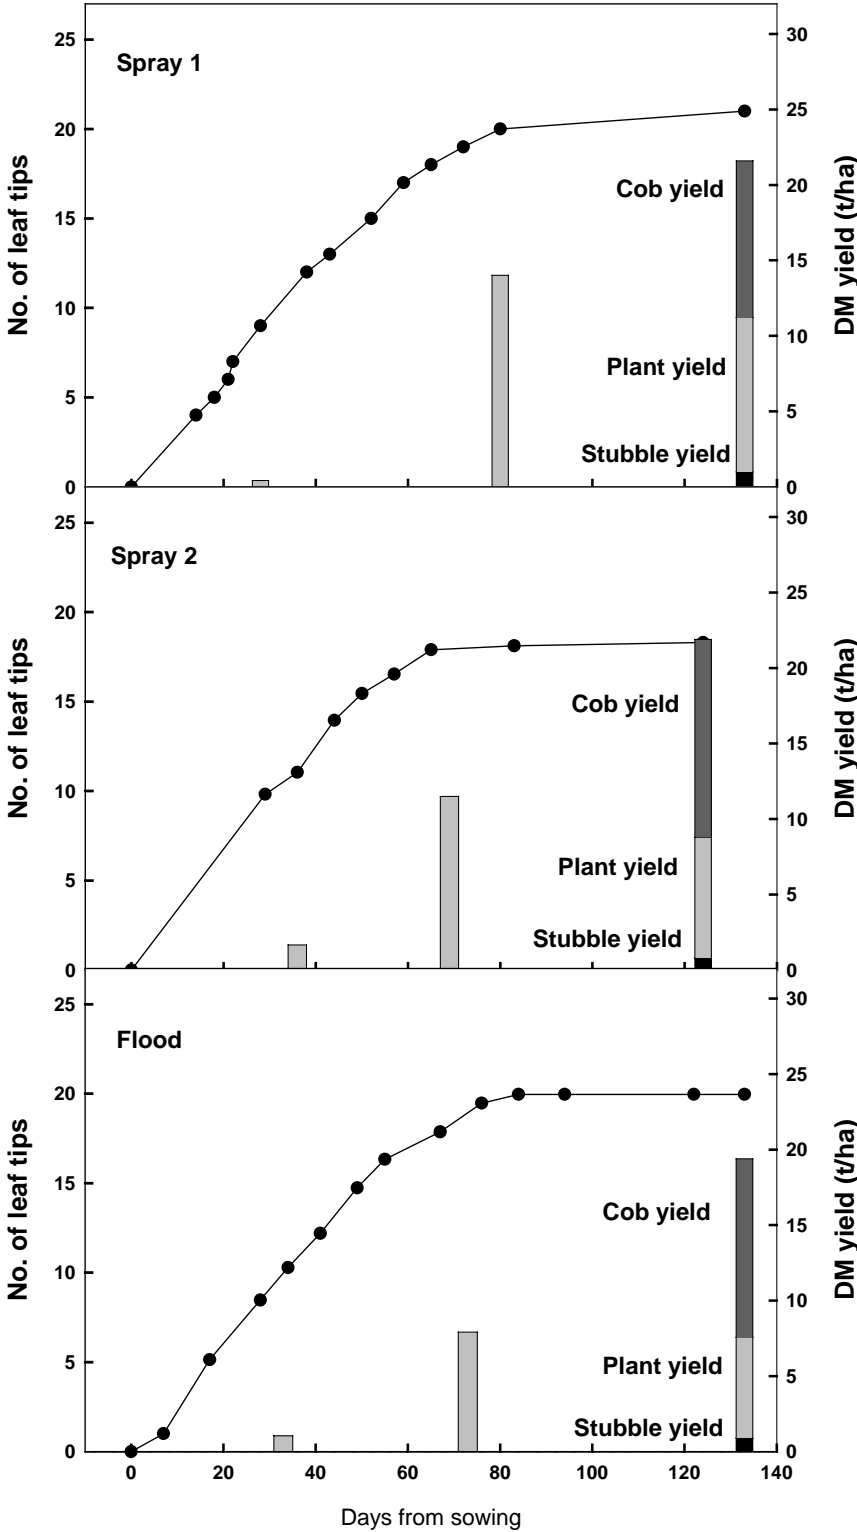 Spray 1
No. of leaf tips
25
20
15
10
5
0
DM yield (t/ha)
30
25
20
15
10
5
0
Cob yield
Plant yield
Stubble yield
Spray 2
No. of leaf tips
25
20
15
10
5
0
DM yield (t/ha)
30
25
20
15
10
5
0
Cob yield
Plant yield
Stubble yield
Flood
No. of leaf tips
25
20
15
10
5
0
DM yield (t/ha)
30
25
20
15
10
5
0
Cob yield
Plant yield
Stubble yield
0 20 40 60 80 100 120 140
Days from sowing